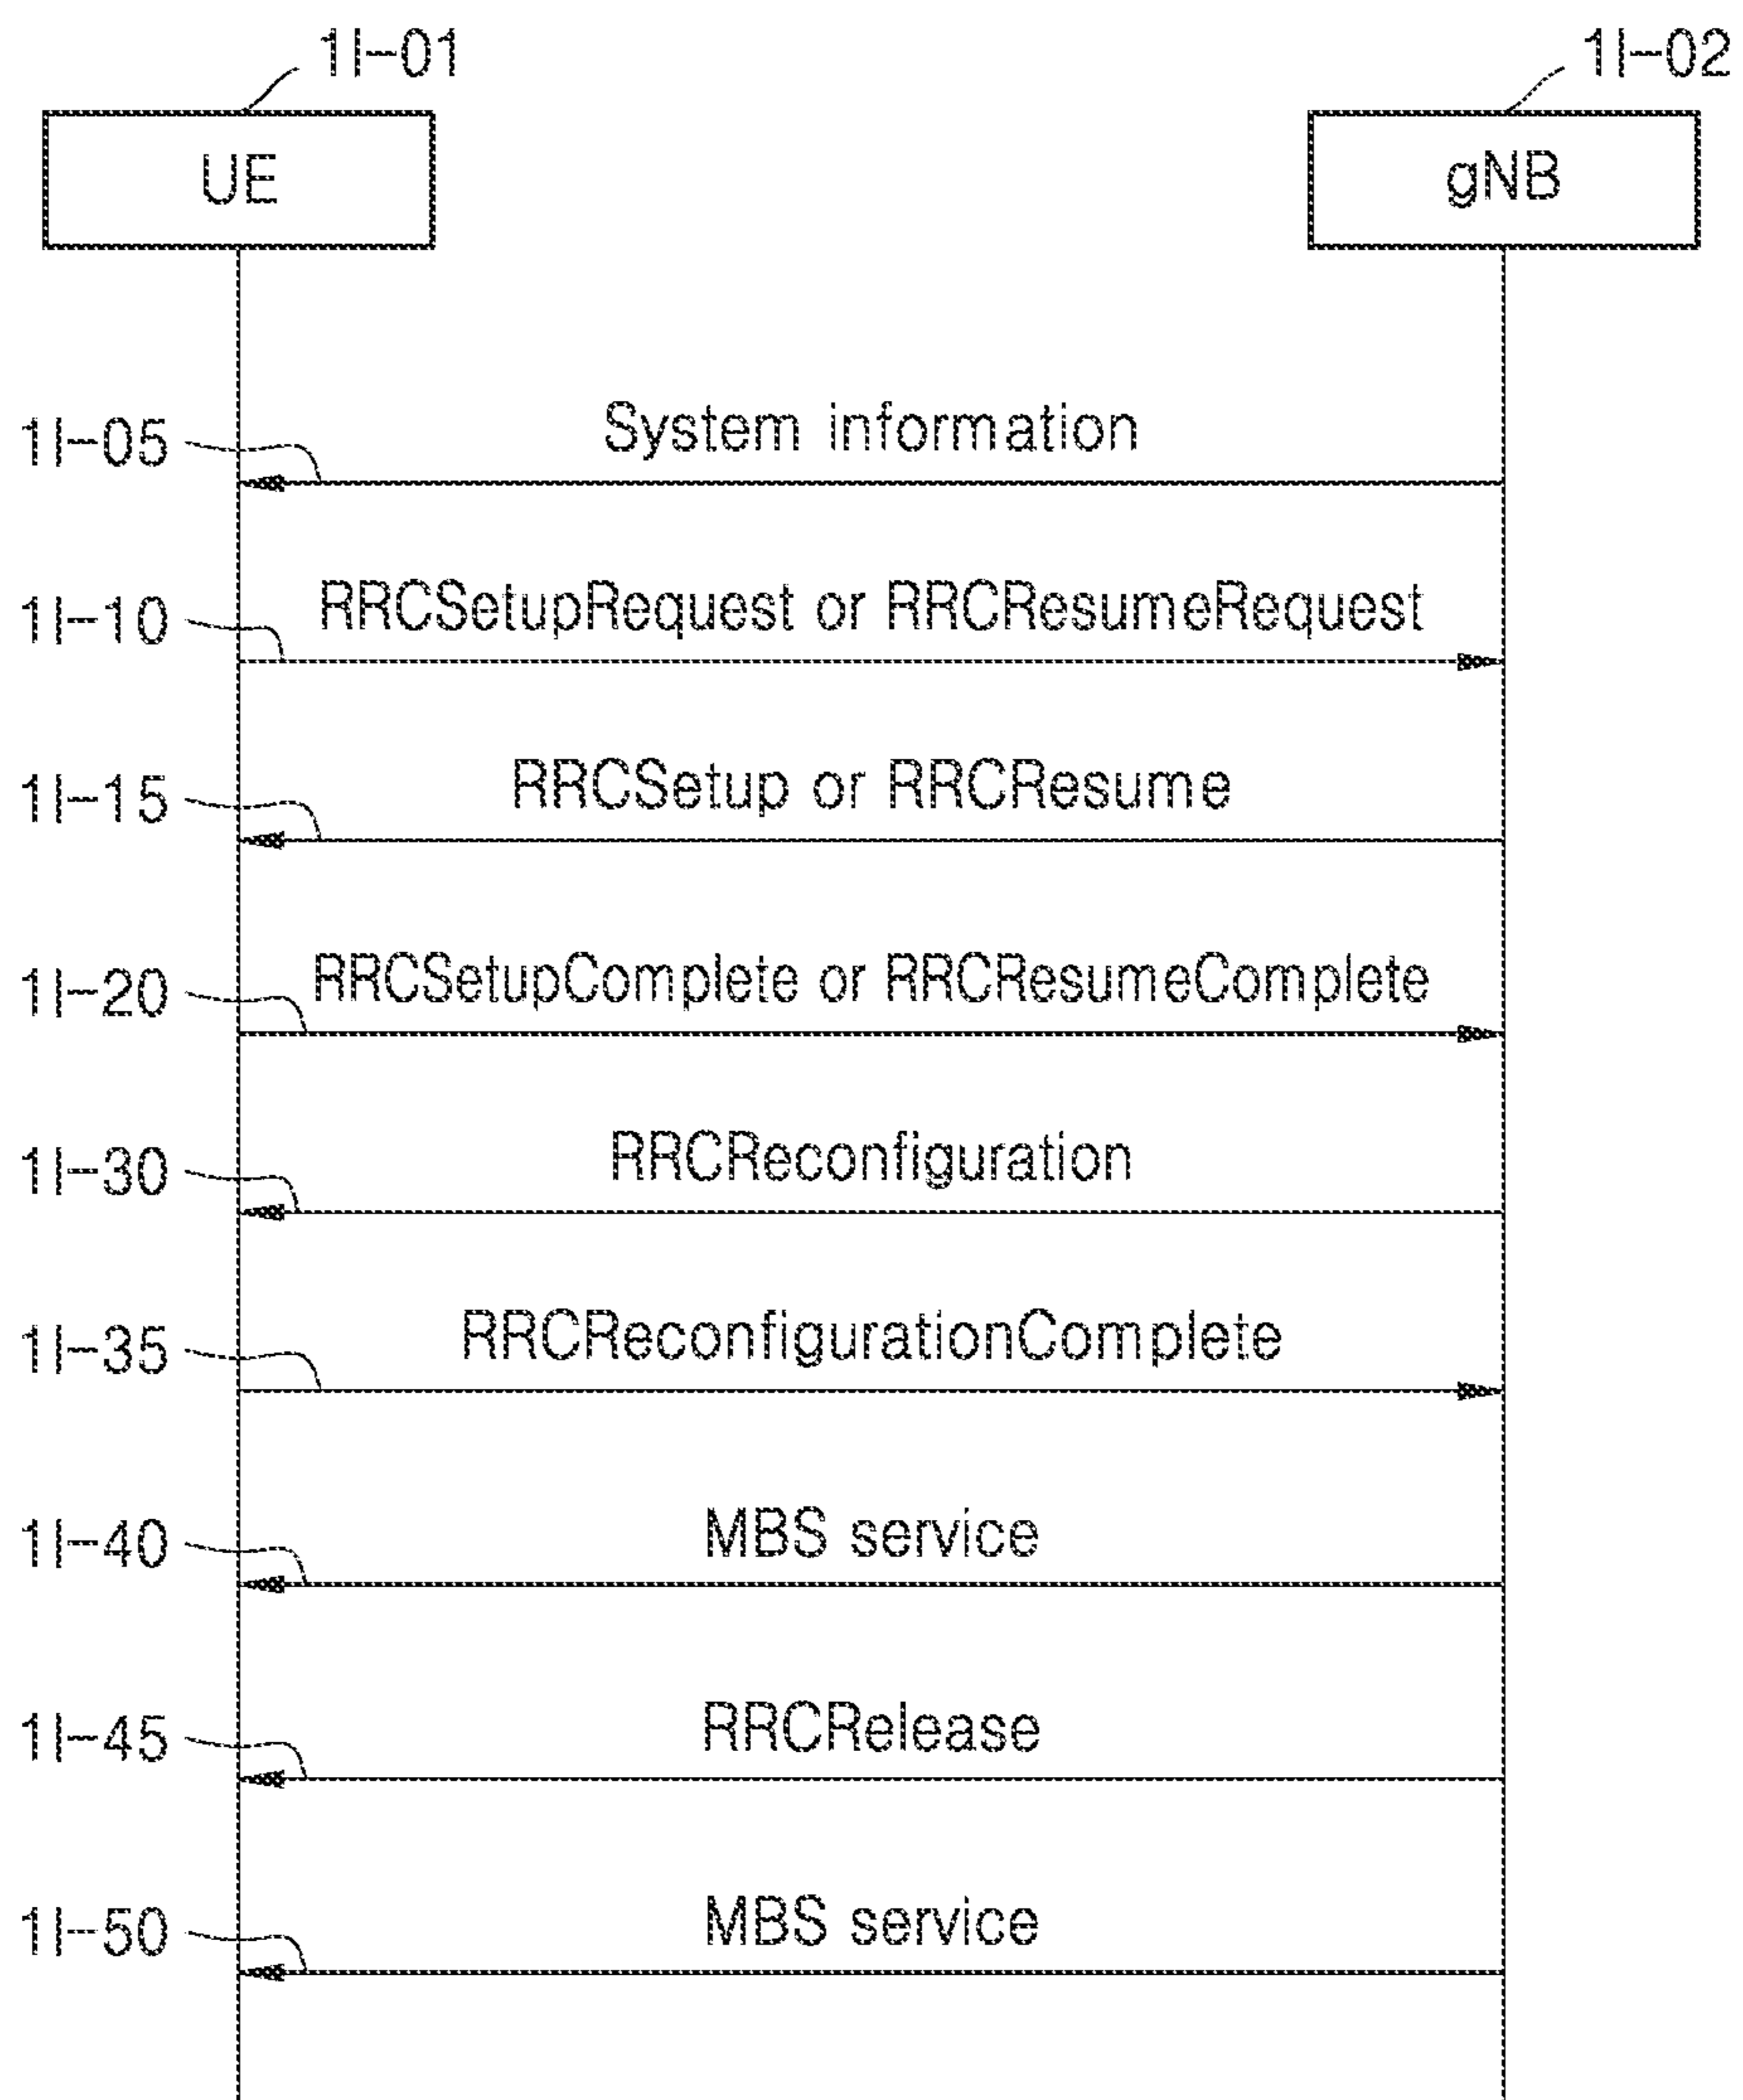 1l-01
1l-02
UE
gNB
1l-05
System information
1l-10
RRCSetupRequest or RRCResumeRequest
1l-15
RRCSetup or RRCResume
1l-20
RRCSetupComplete or RRCResumeComplete
1l-30
RRCReconfiguration
1l-35
RRCReconfigurationComplete
1l-40
MBS service
1l-45
RRCRelease
1l-50
MBS service